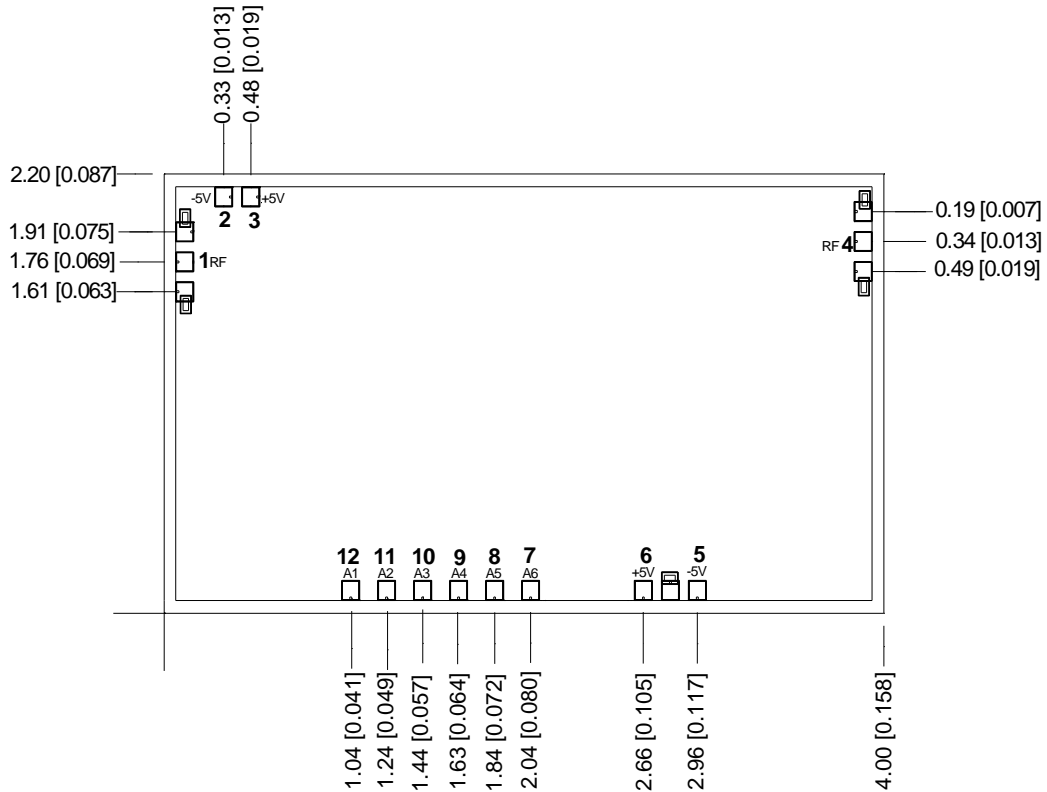 0.33 [0.013]
0.48 [0.019]
2.20 [0.087]
-5V
+5V
2
3
1.91 [0.075]
0.19 [0.007]
1.76 [0.069]
1 RF
RF 4
0.34 [0.013]
1.61 [0.063]
0.49 [0.019]
12
11
10
9
8
7
6
5
A1
A2
A3
A4
A5
A6
+5V
-5V
1.04 [0.041]
1.24 [0.049]
1.44 [0.057]
1.63 [0.064]
1.84 [0.072]
2.04 [0.080]
2.66 [0.105]
2.96 [0.117]
4.00 [0.158]